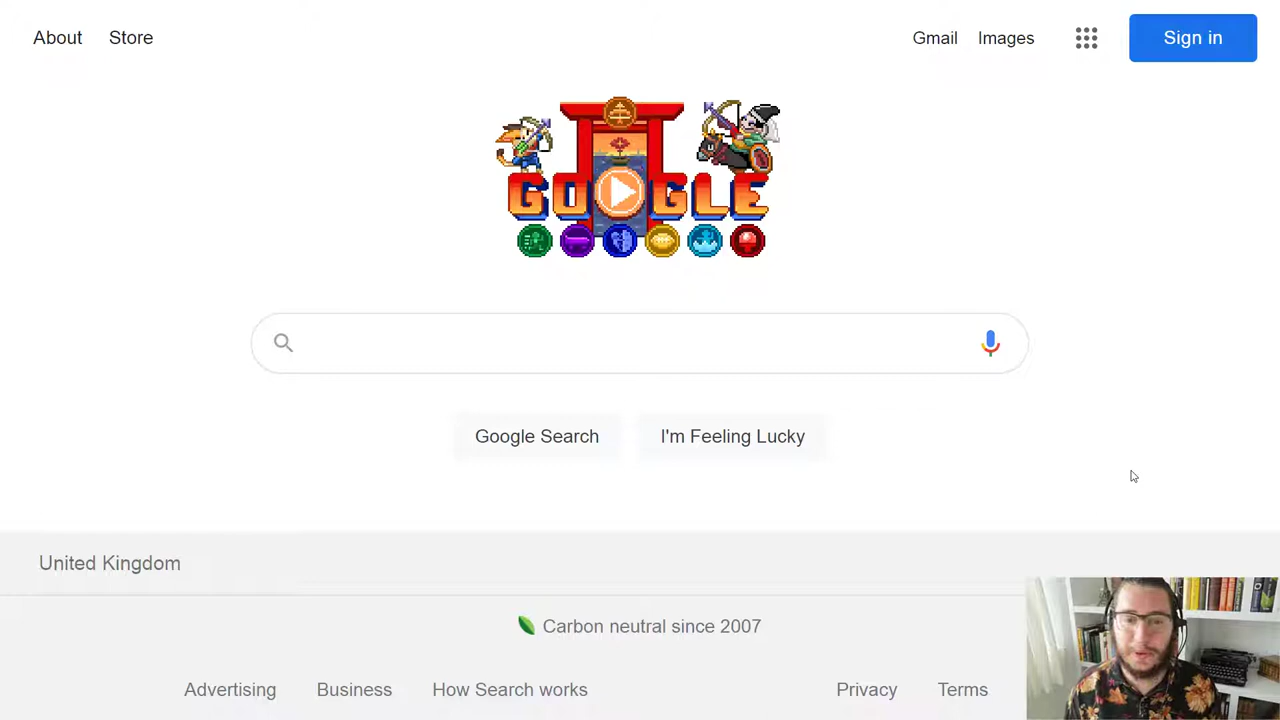 About Store
Gmail Images Sign in
GOOGLE
Google Search I'm Feeling Lucky
United Kingdom
Carbon neutral since 2007
Advertising Business How Search works Privacy Terms